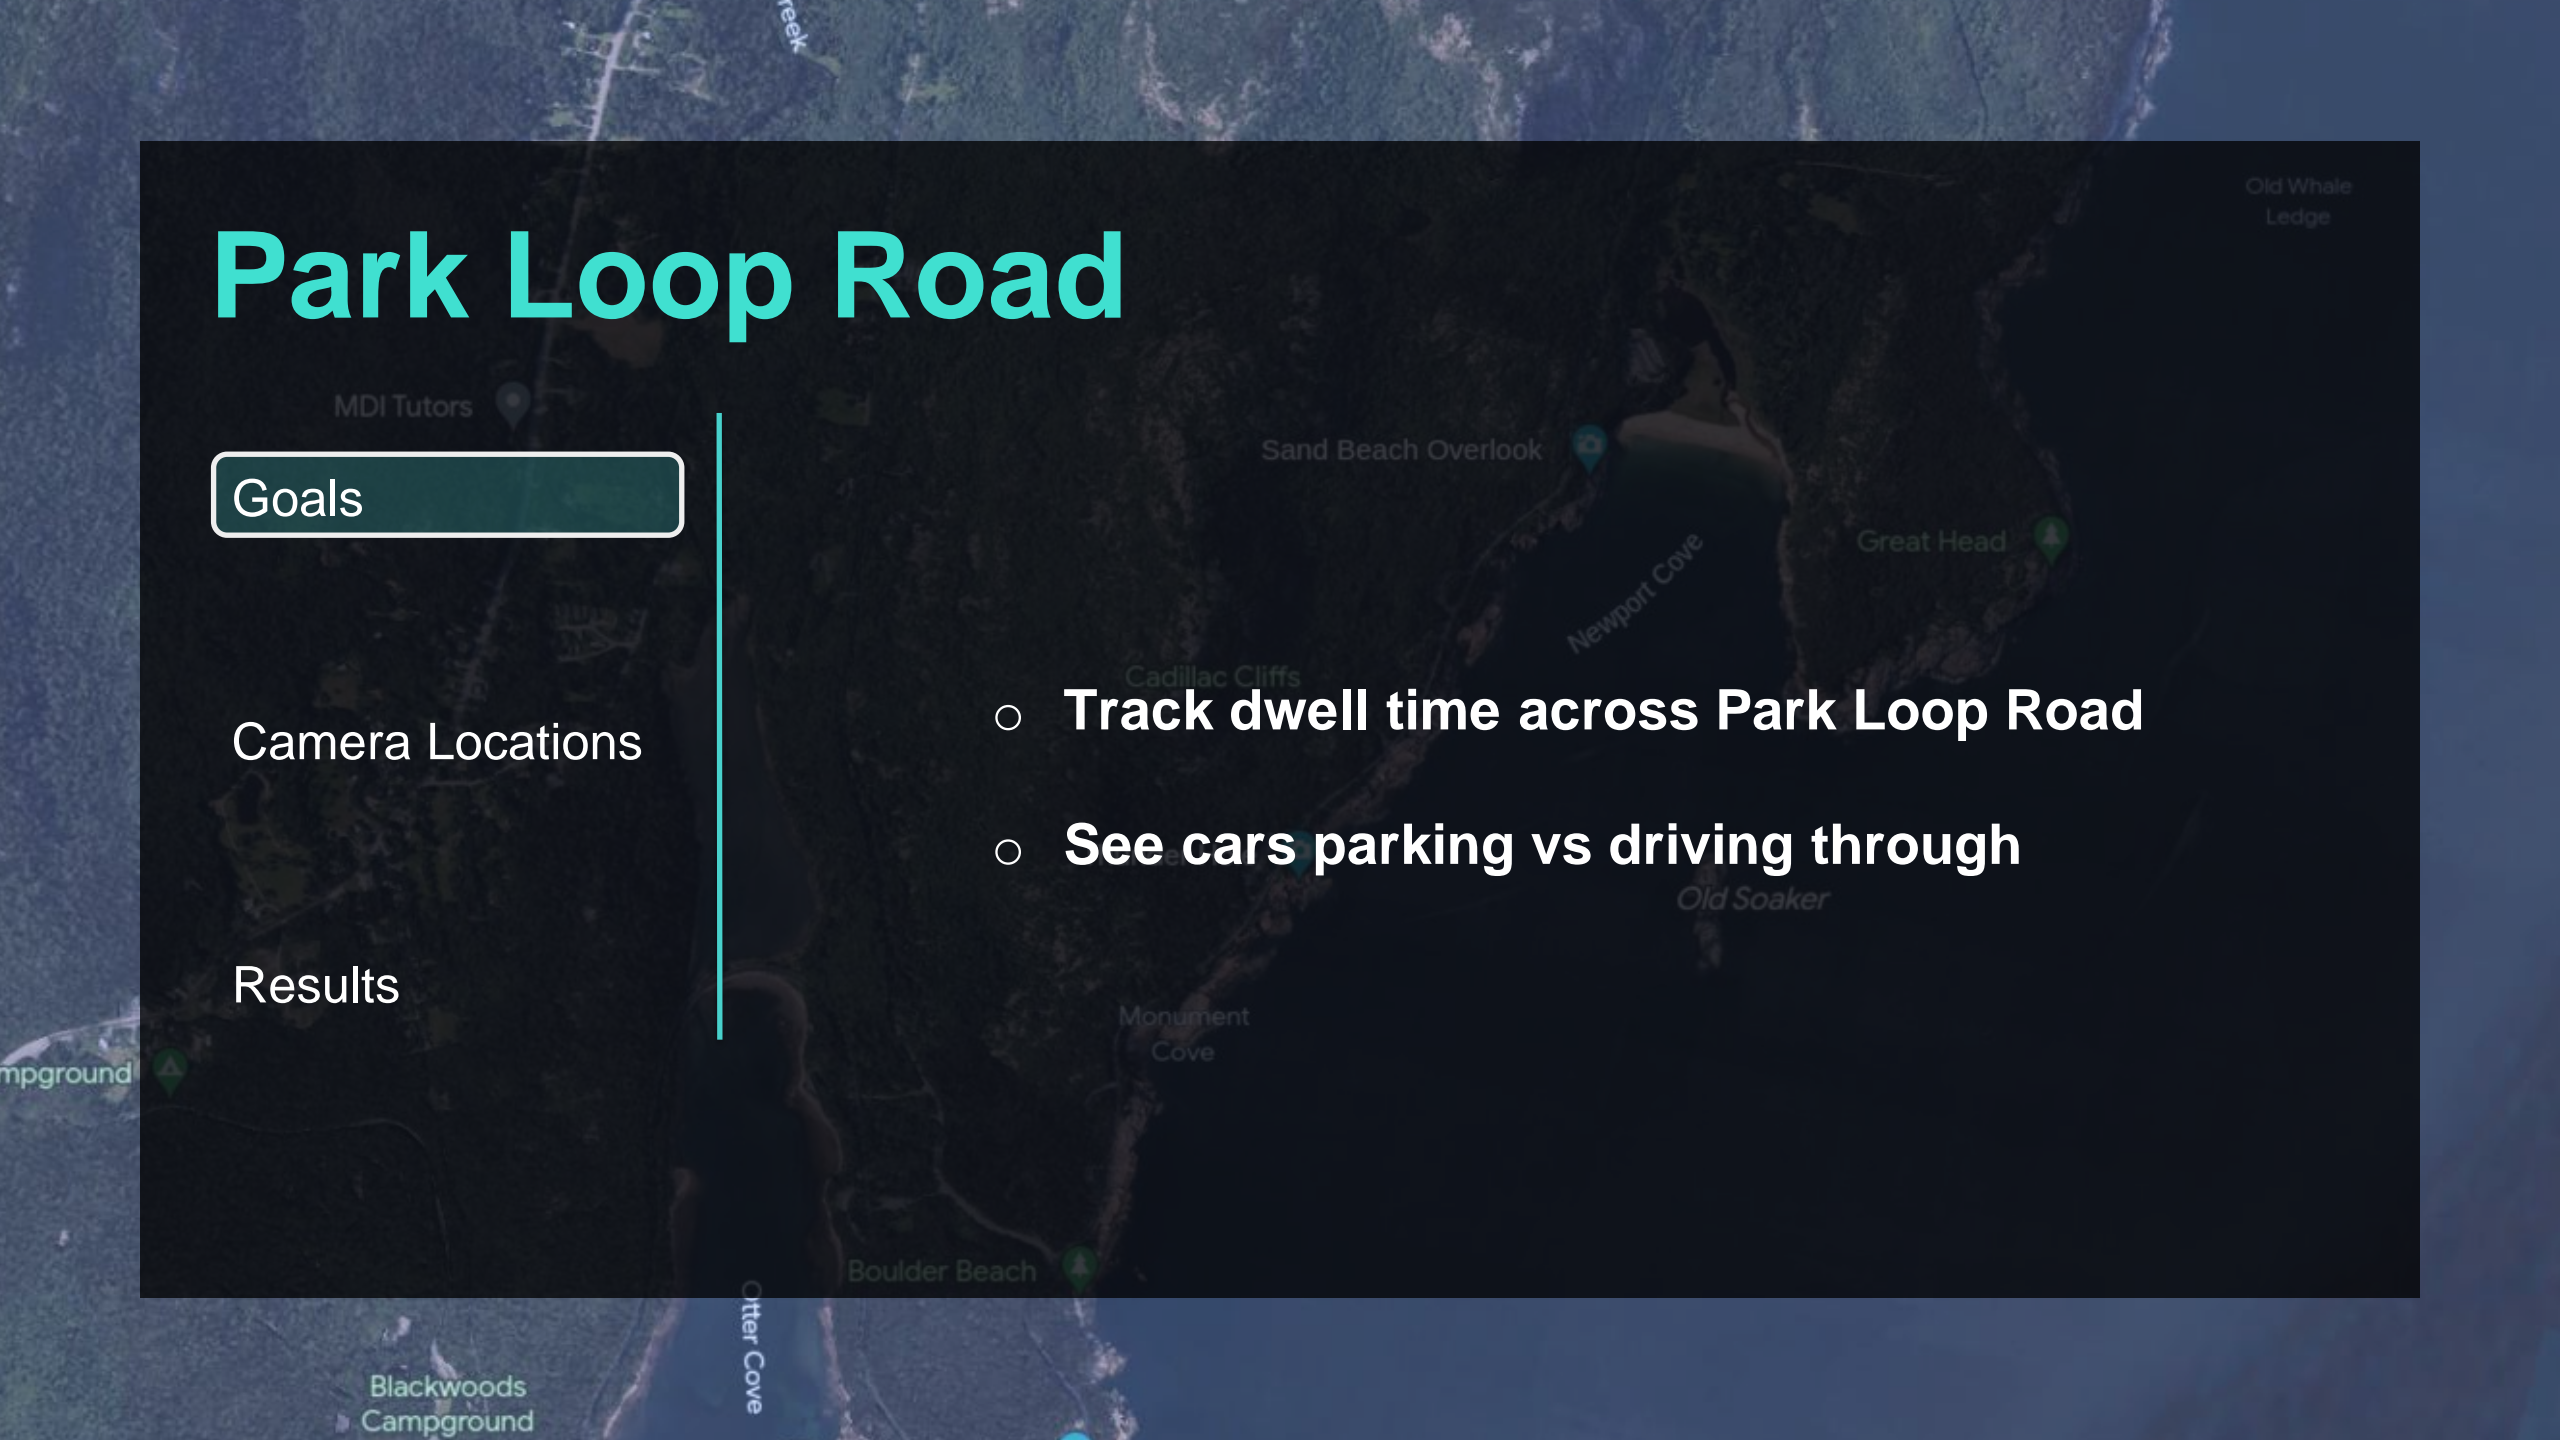 reek
Old Whale
Ledge
Park Loop Road
MDI Tutors
Sand Beach Overlook
Goals
Great Head
Newport Cove
Cadillac Cliffs
Track dwell time across Park Loop Road
Camera Locations
See cars parking vs driving through
Old Soaker
Results
Monument
Cove
mpground
Boulder Beach
Otter Cove
Blackwoods
Campground